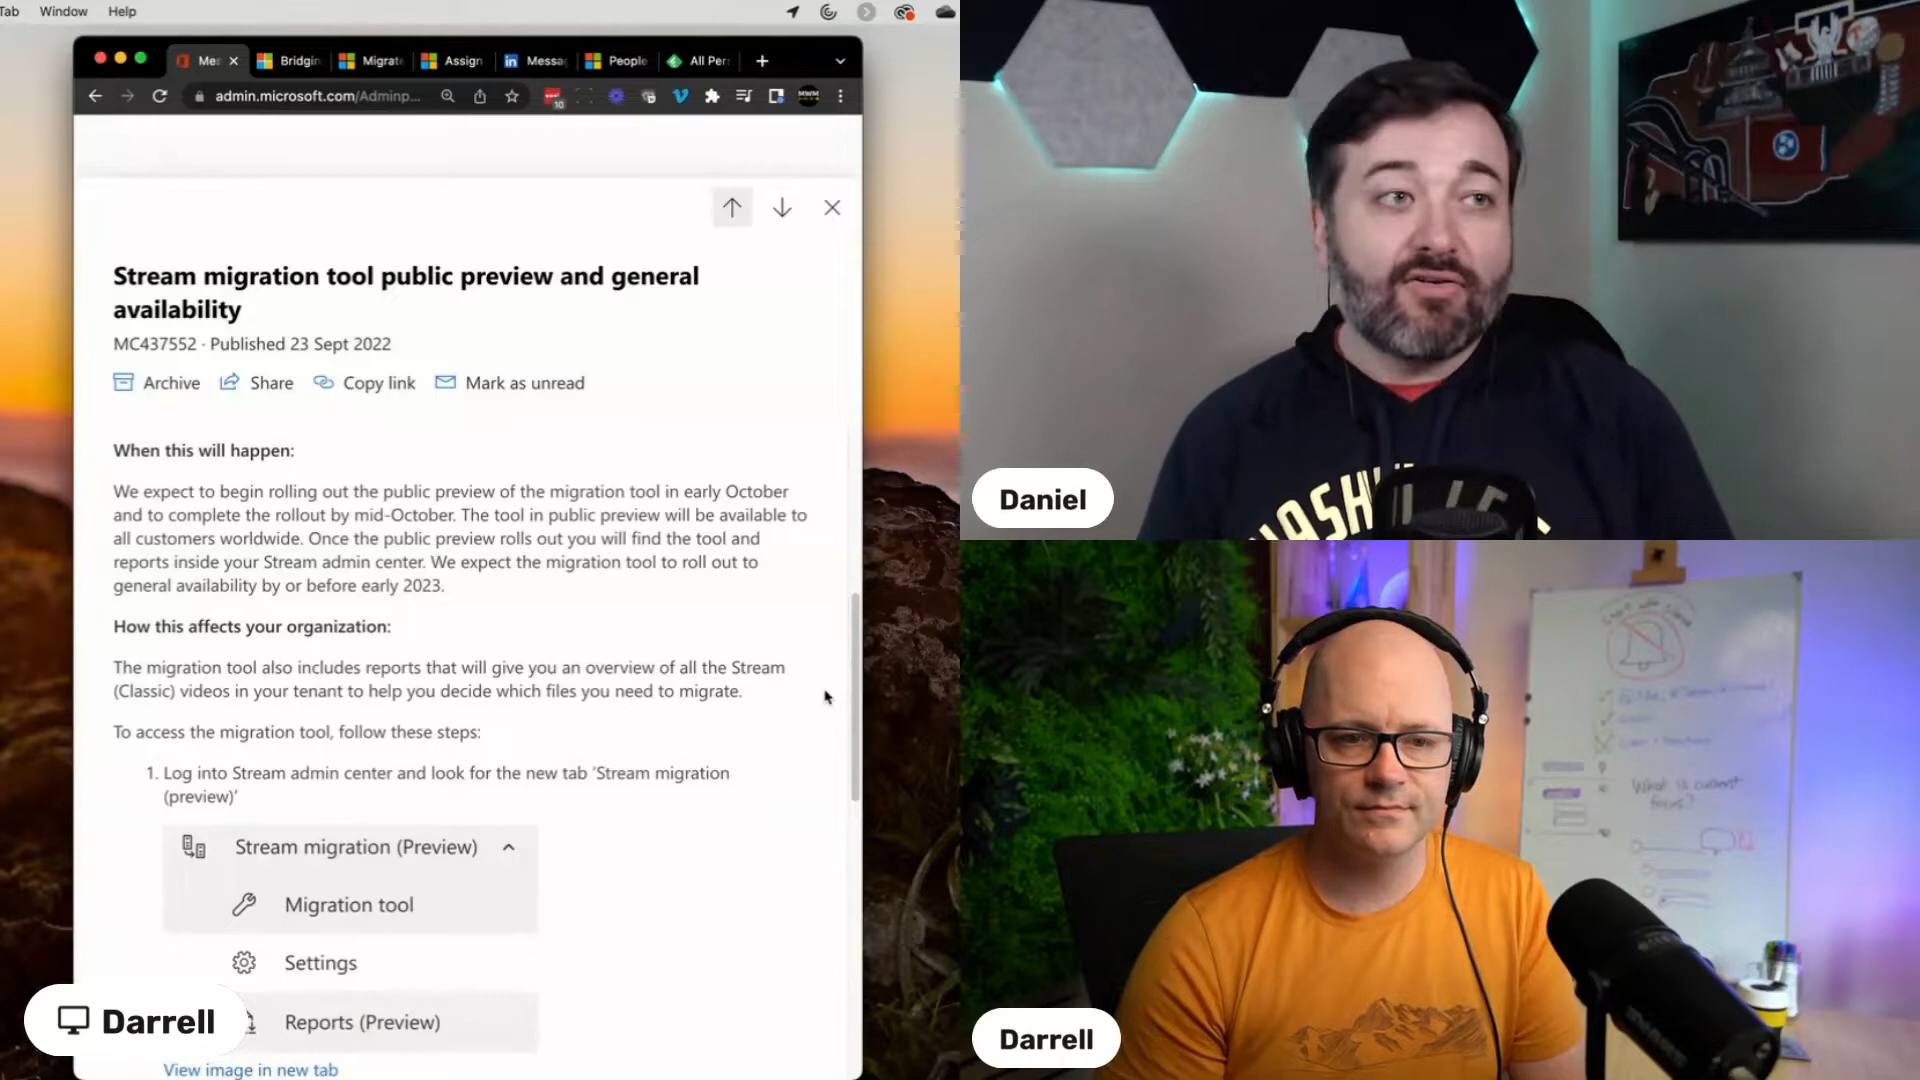 Tab Window Help
Me Bridgin Migrat Assign Messa People All Per
admin.microsoft.com/Adminp...
10
MWM
Stream migration tool public preview and general
availability
MC437552 · Published 23 Sept 2022
Archive Share Copy link Mark as unread
When this will happen:
We expect to begin rolling out the public preview of the migration tool in early October
and to complete the rollout by mid-October. The tool in public preview will be available to
all customers worldwide. Once the public preview rolls out you will find the tool and
reports inside your Stream admin center. We expect the migration tool to roll out to
general availability by or before early 2023.
How this affects your organization:
The migration tool also includes reports that will give you an overview of all the Stream
(Classic) videos in your tenant to help you decide which files you need to migrate.
To access the migration tool, follow these steps:
1. Log into Stream admin center and look for the new tab ‘Stream migration
(preview)’
Stream migration (Preview)
Migration tool
Settings
Reports (Preview)
View image in new tab
Darrell
Daniel
Darrell
What is current
focus?